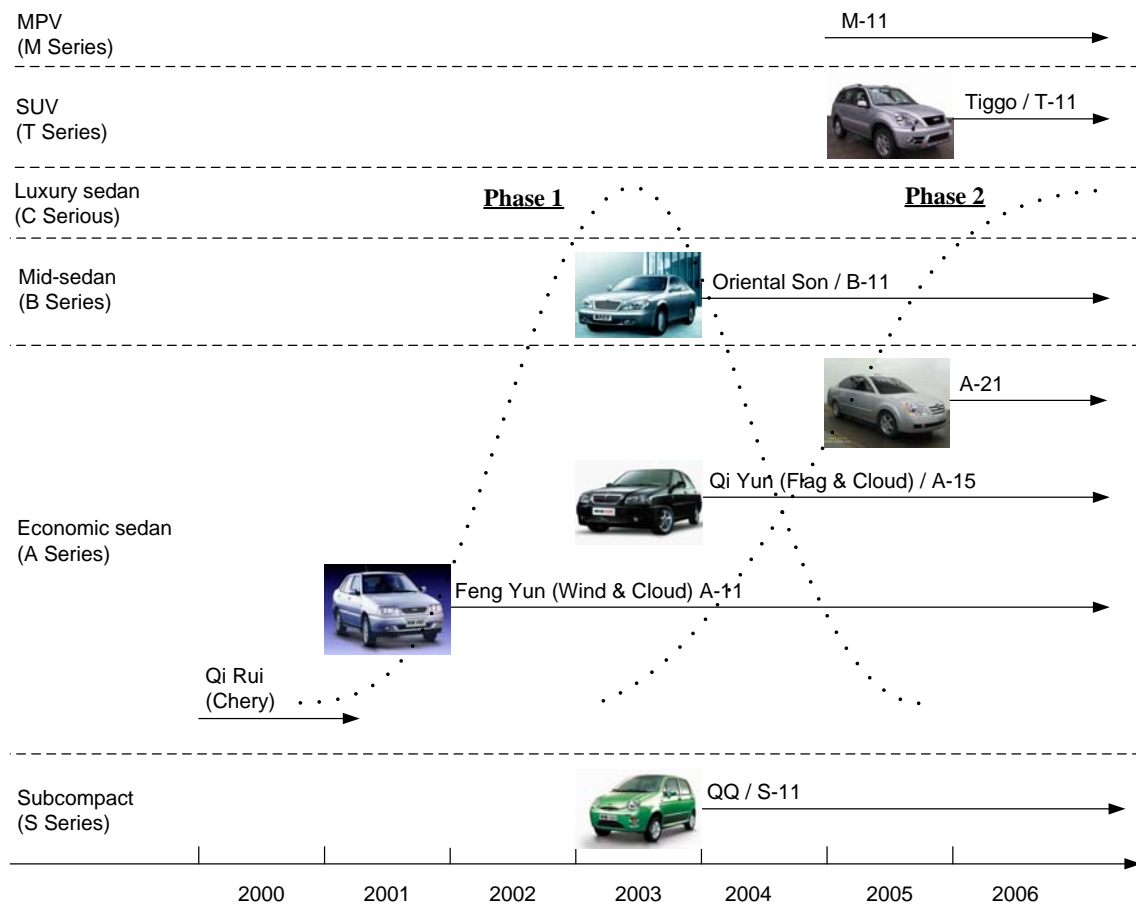 MPV
(M Series)
M-11
SUV
(T Series)
Tiggo / T-11
Luxury sedan
(C Serious)
Phase 1
Phase 2
Mid-sedan
(B Series)
Oriental Son / B-11
A-21
Qi Yun (Flag & Cloud) / A-15
Economic sedan
(A Series)
Feng Yun (Wind & Cloud) A-11
Qi Rui
(Chery)
Subcompact
(S Series)
QQ / S-11
2000 2001 2002 2003 2004 2005 2006